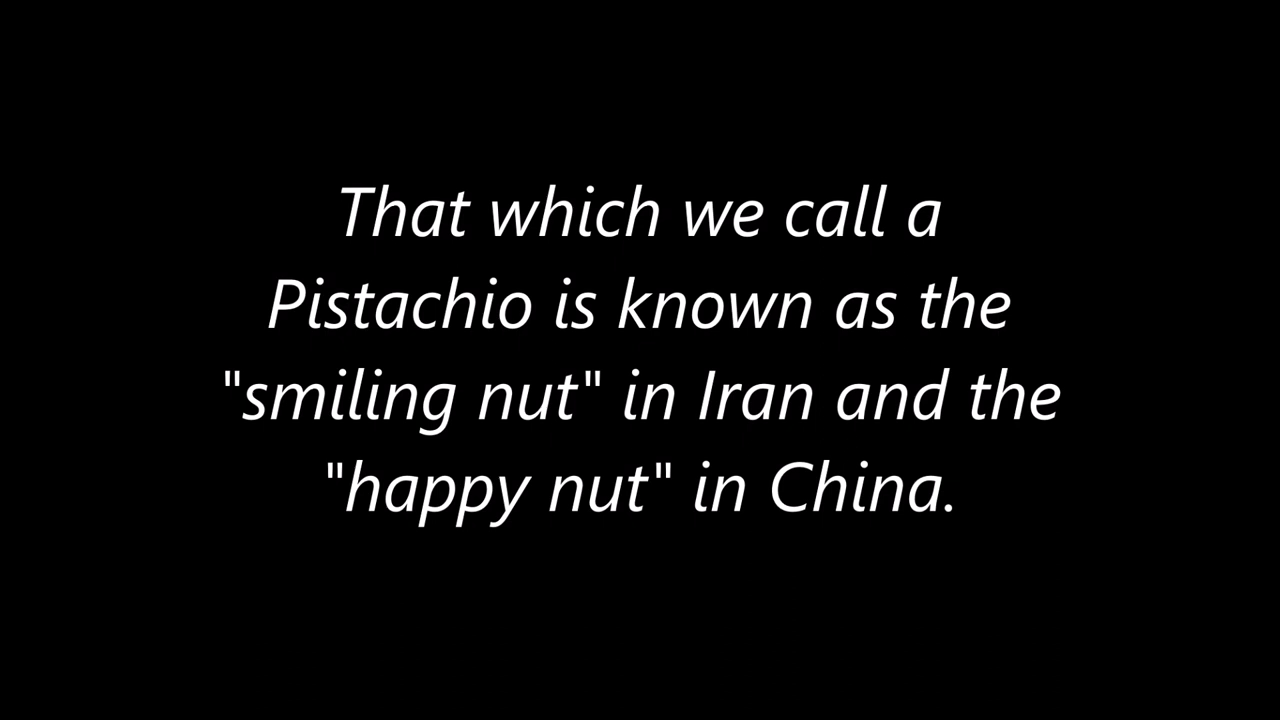 That which we call a
Pistachio is known as the
"smiling nut" in Iran and the
"happy nut" in China.